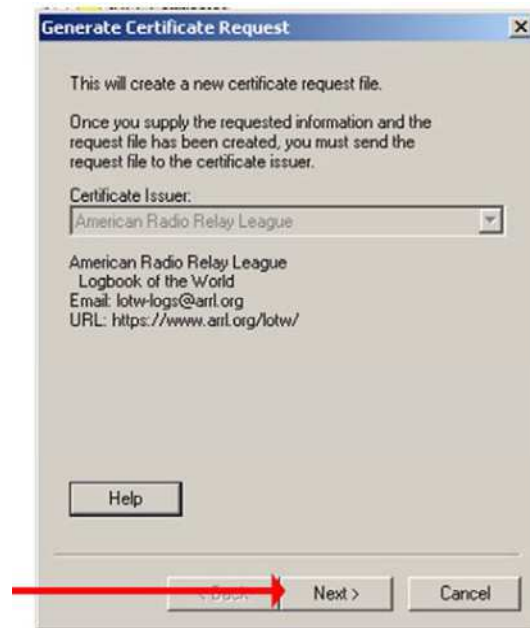 Generate Certificate Request
This will create a new certificate request file.
Once you supply the requested information and the
request file has been created, you must send the
request file to the certificate issuer.
Certificate Issuer:
American Radio Relay League
American Radio Relay League
Logbook of the World
Email: lotw-logs@arrl.org
URL: https://www.arrl.org/lotw/
Help
Next >
Cancel